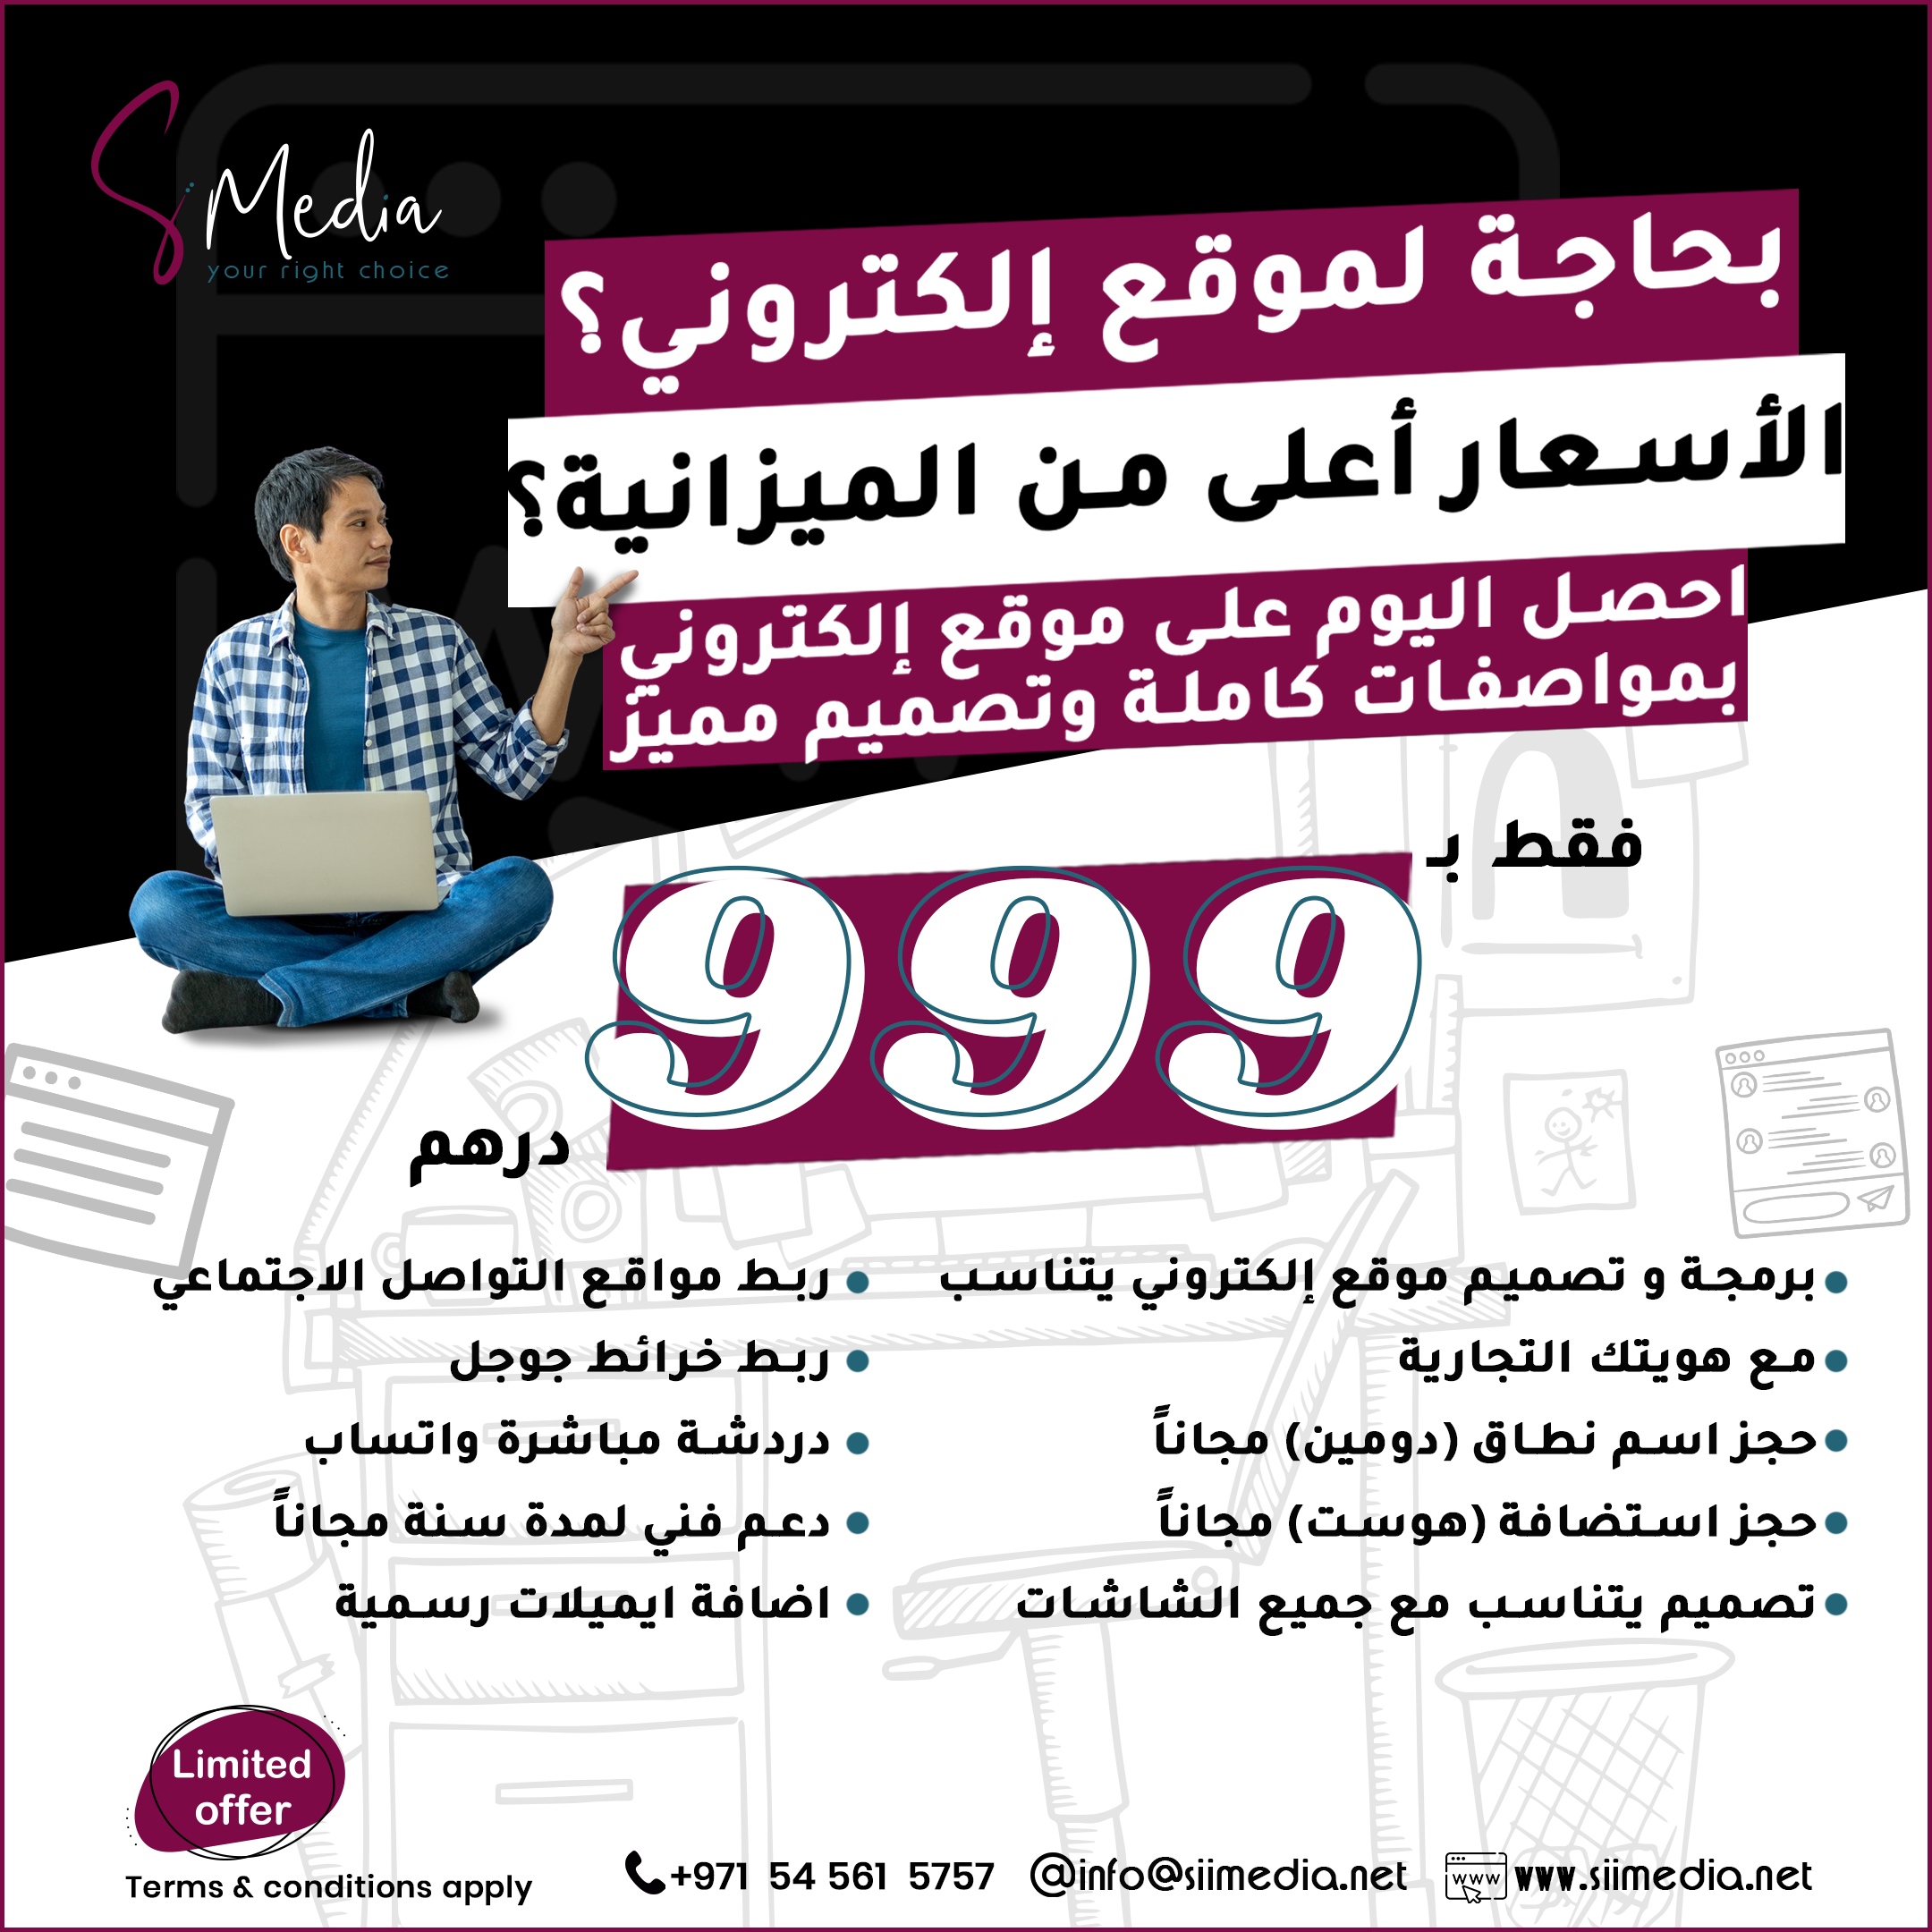 Si Media
your right choice
بحاجة لموقع إلكتروني؟
الأسعار أعلى من الميزانية؟
احصل اليوم على موقع إلكتروني
بمواصفات كاملة وتصميم مميز
فقط بـ
999
درهم
برمجة و تصميم موقع إلكتروني يتناسب
مع هويتك التجارية
حجز اسم نطاق (دومين) مجاناً
حجز استضافة (هوست) مجاناً
تصميم يتناسب مع جميع الشاشات
ربط مواقع التواصل الاجتماعي
ربط خرائط جوجل
دردشة مباشرة واتساب
دعم فني لمدة سنة مجاناً
اضافة ايميلات رسمية
Limited
offer
Terms & conditions apply
+971 54 561 5757
@info@siimedia.net
www
www.siimedia.net